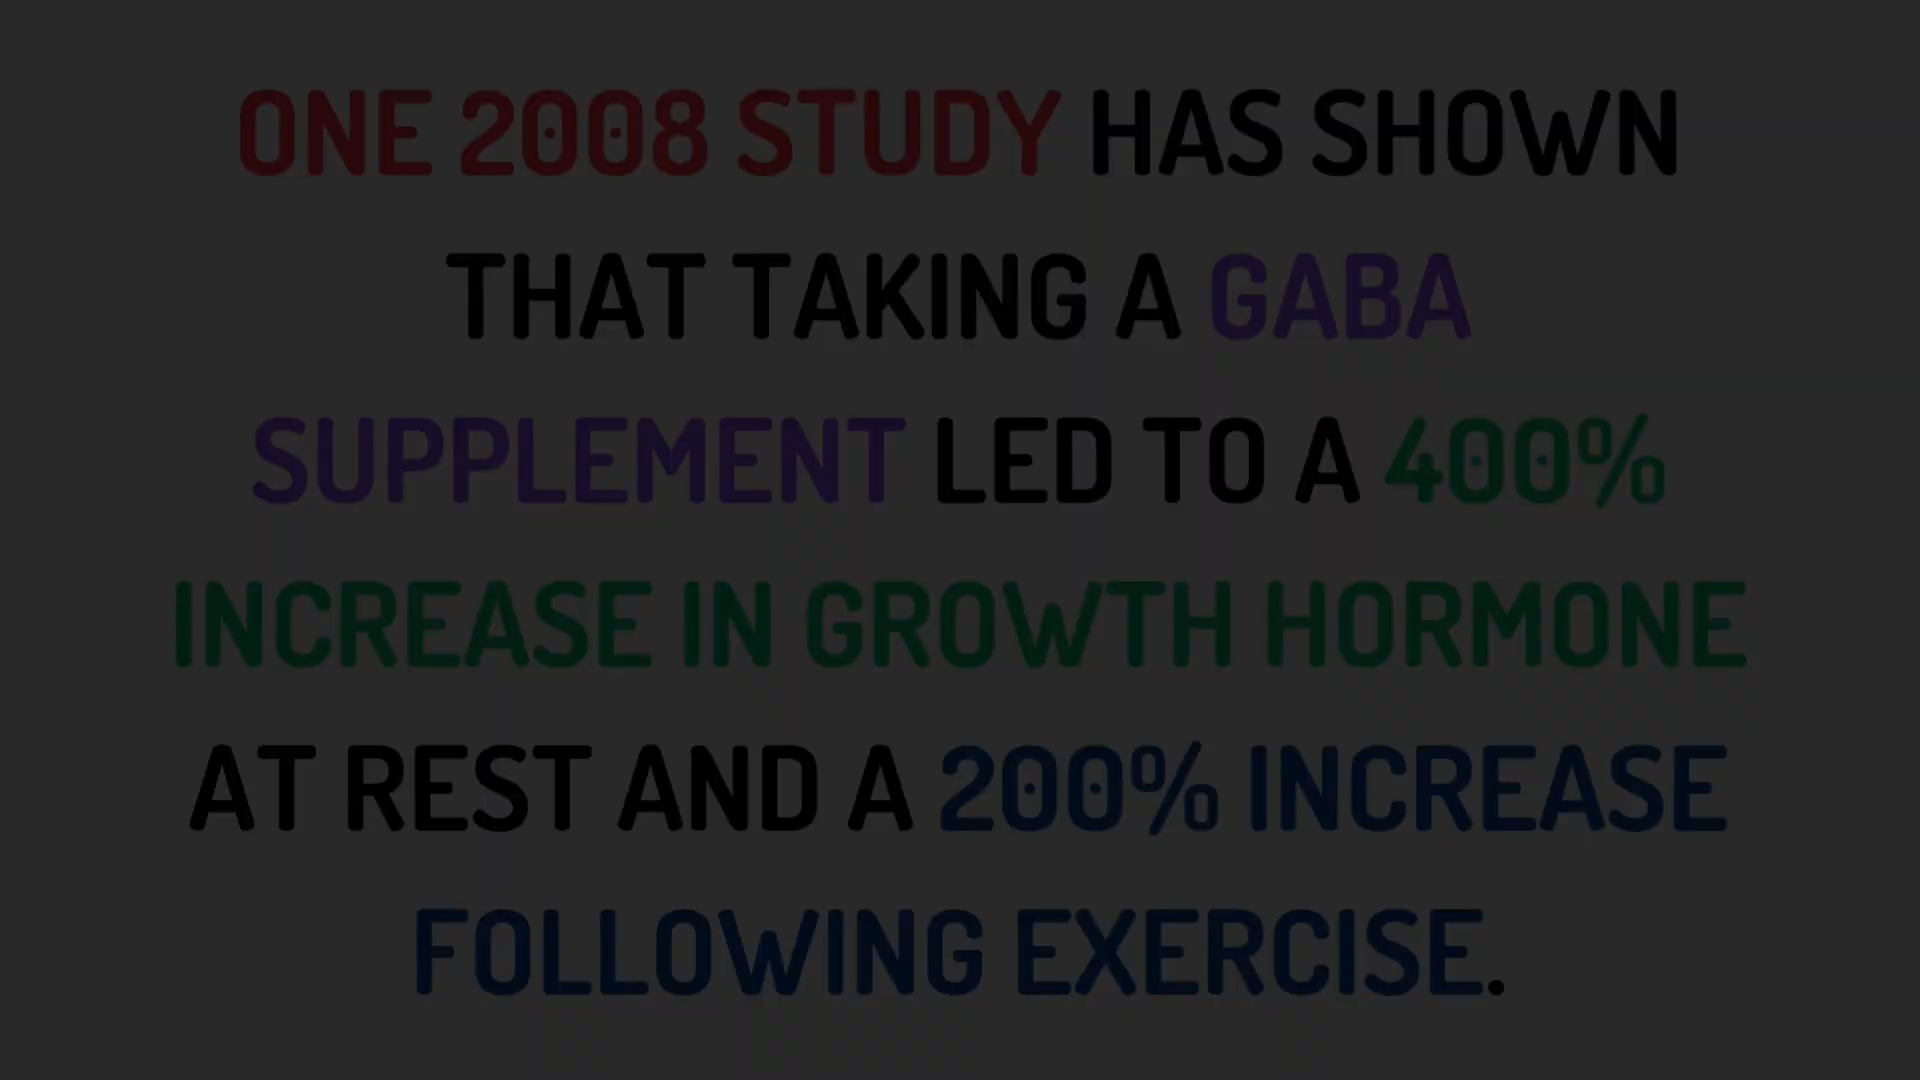 ONE 2008 STUDY HAS SHOWN
THAT TAKING A GABA
SUPPLEMENT LED TO A 400%
INCREASE IN GROWTH HORMONE
AT REST AND A 200% INCREASE
FOLLOWING EXERCISE.